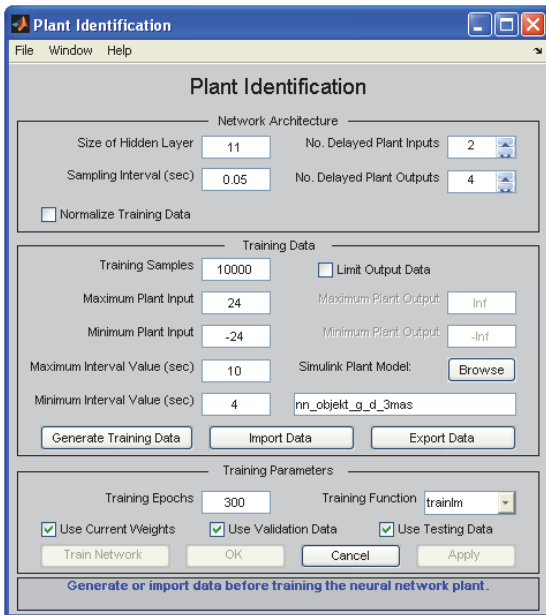 Plant Identification
File Window Help
Plant Identification
Network Architecture
Size of Hidden Layer 11 No. Delayed Plant Inputs 2
Sampling Interval (sec) 0.05 No. Delayed Plant Outputs 4
Normalize Training Data
Training Data
Training Samples 10000 Limit Output Data
Maximum Plant Input 24 Maximum Plant Output Inf
Minimum Plant Input -24 Minimum Plant Output -Inf
Maximum Interval Value (sec) 10 Simulink Plant Model: Browse
Minimum Interval Value (sec) 4 nn_objekt_g_d_3mas
Generate Training Data Import Data Export Data
Training Parameters
Training Epochs 300 Training Function trainlm
Use Current Weights Use Validation Data Use Testing Data
Train Network OK Cancel Apply
Generate or import data before training the neural network plant.